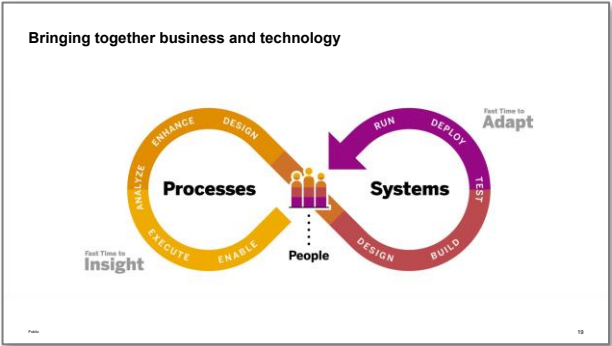 Bringing together business and technology
ENHANCE
DESIGN
ANALYZE
Processes
EXECUTE
ENABLE
Fast Time to
Insight
People
RUN
DEPLOY
TEST
Systems
DESIGN
BUILD
Fast Time to
Adapt
Public
19